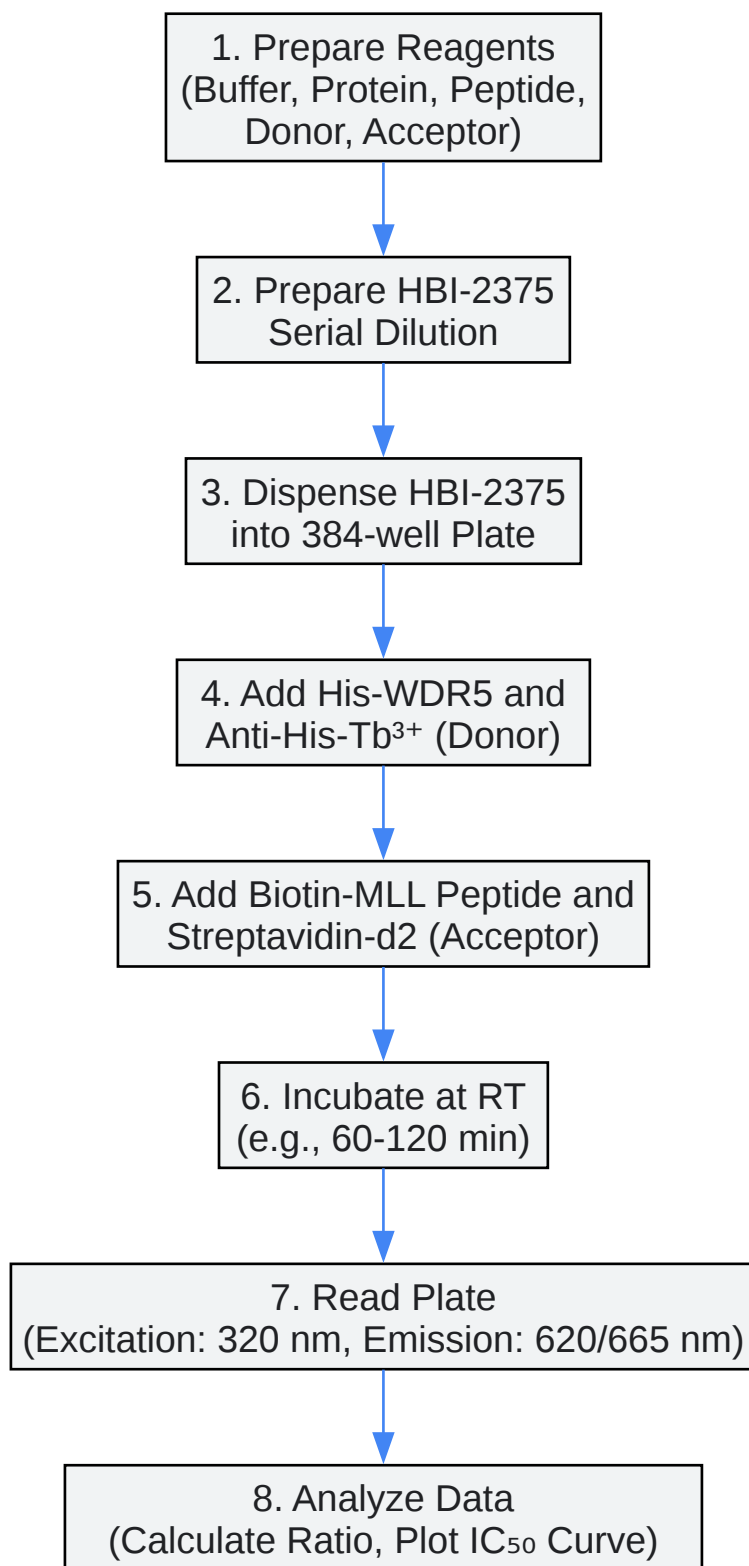 1. Prepare Reagents
(Buffer, Protein, Peptide,
Donor, Acceptor)
2. Prepare HBI-2375
Serial Dilution
3. Dispense HBI-2375
into 384-well Plate
4. Add His-WDR5 and
Anti-His-Tb³⁺ (Donor)
5. Add Biotin-MLL Peptide and
Streptavidin-d2 (Acceptor)
6. Incubate at RT
(e.g., 60-120 min)
7. Read Plate
(Excitation: 320 nm, Emission: 620/665 nm)
8. Analyze Data
(Calculate Ratio, Plot IC₅₀ Curve)